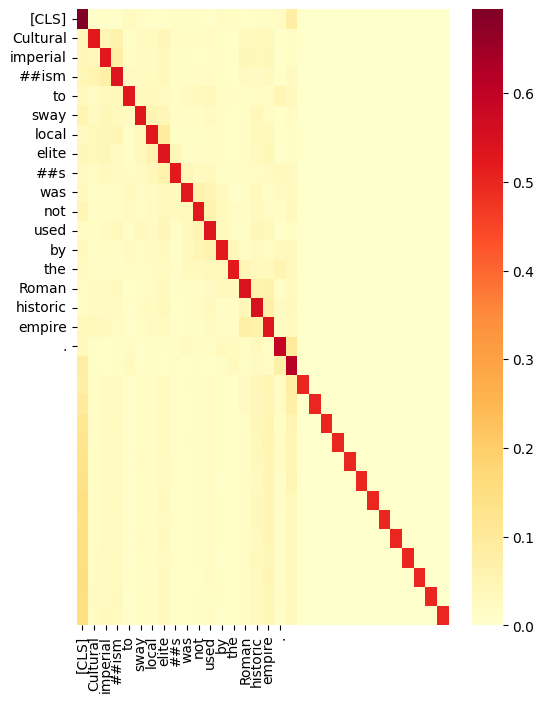 [CLS]
Cultural
imperial
##ism
to
sway
local
elite
##s
was
not
used
by
the
Roman
historic
empire
.
0.6
0.5
0.4
0.3
0.2
0.1
0.0
[CLS]
Cultural
imperial
##ism
to
sway
local
elite
##s
was
not
used
by
the
Roman
historic
empire
.